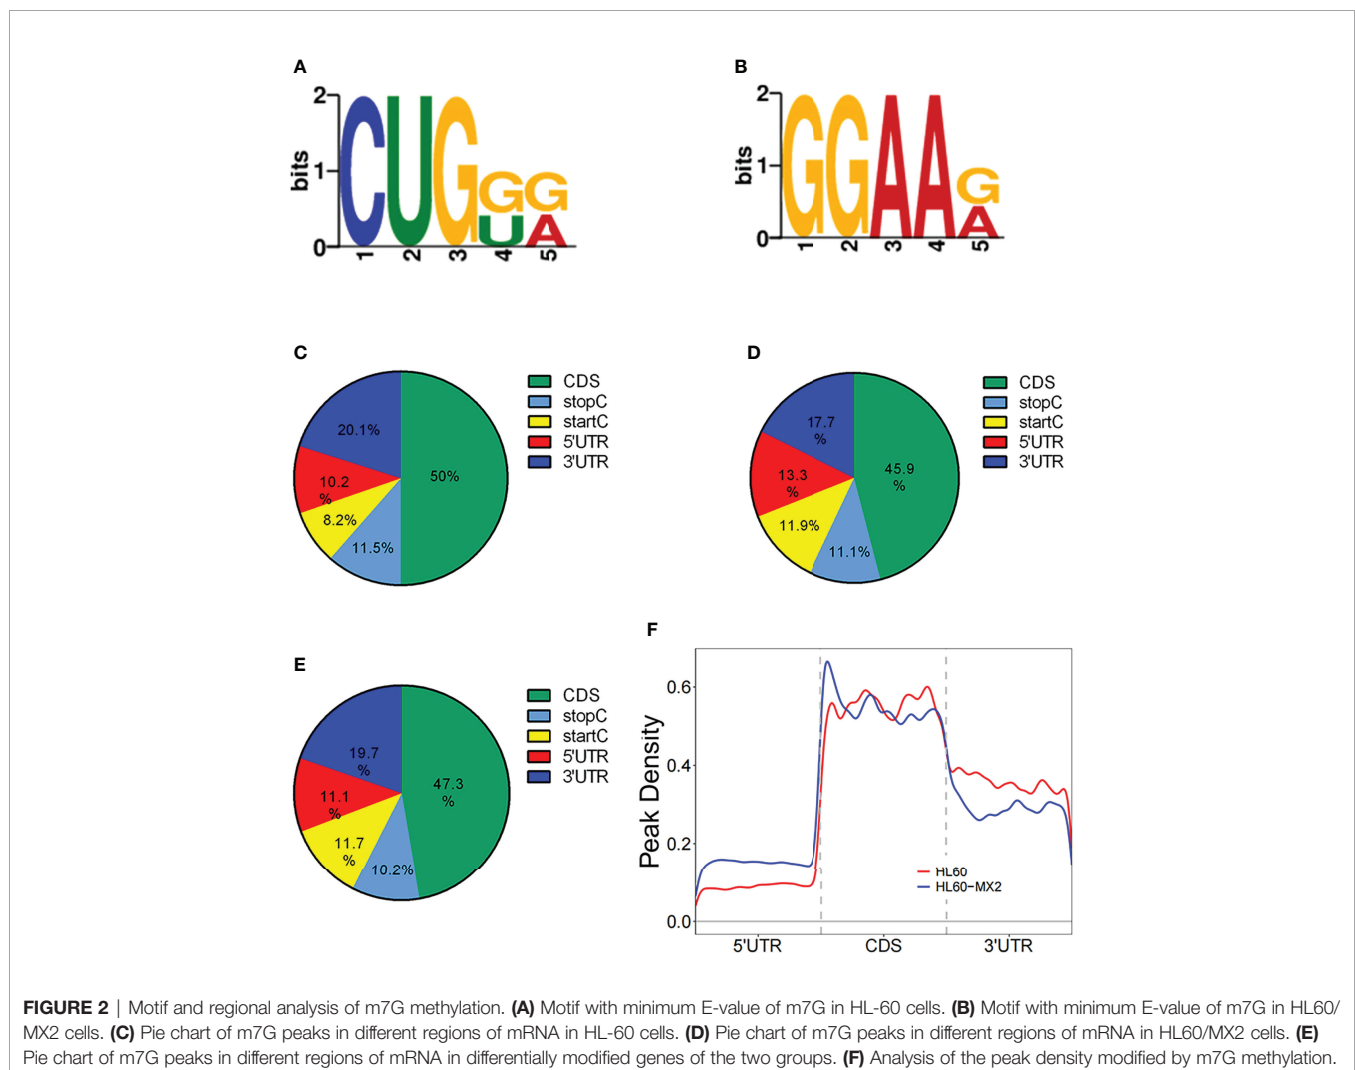 A
B
2
1
0
bits
CUGGG
UA
1 2 3 4 5
2
1
0
bits
GGAAG
A
1 2 3 4 5
C
20.1%
10.2
%
8.2%
11.5%
50%
CDS
stopC
startC
5'UTR
3'UTR
D
17.7
%
13.3
%
11.9%
11.1%
45.9
%
CDS
stopC
startC
5'UTR
3'UTR
E
19.7
%
11.1
%
11.7
%
10.2%
47.3
%
CDS
stopC
startC
5'UTR
3'UTR
F
Peak Density
0.6
0.4
0.2
0.0
HL60
HL60-MX2
5'UTR CDS 3'UTR
FIGURE 2 | Motif and regional analysis of m7G methylation. (A) Motif with minimum E-value of m7G in HL-60 cells. (B) Motif with minimum E-value of m7G in HL60/
MX2 cells. (C) Pie chart of m7G peaks in different regions of mRNA in HL-60 cells. (D) Pie chart of m7G peaks in different regions of mRNA in HL60/MX2 cells. (E)
Pie chart of m7G peaks in different regions of mRNA in differentially modified genes of the two groups. (F) Analysis of the peak density modified by m7G methylation.